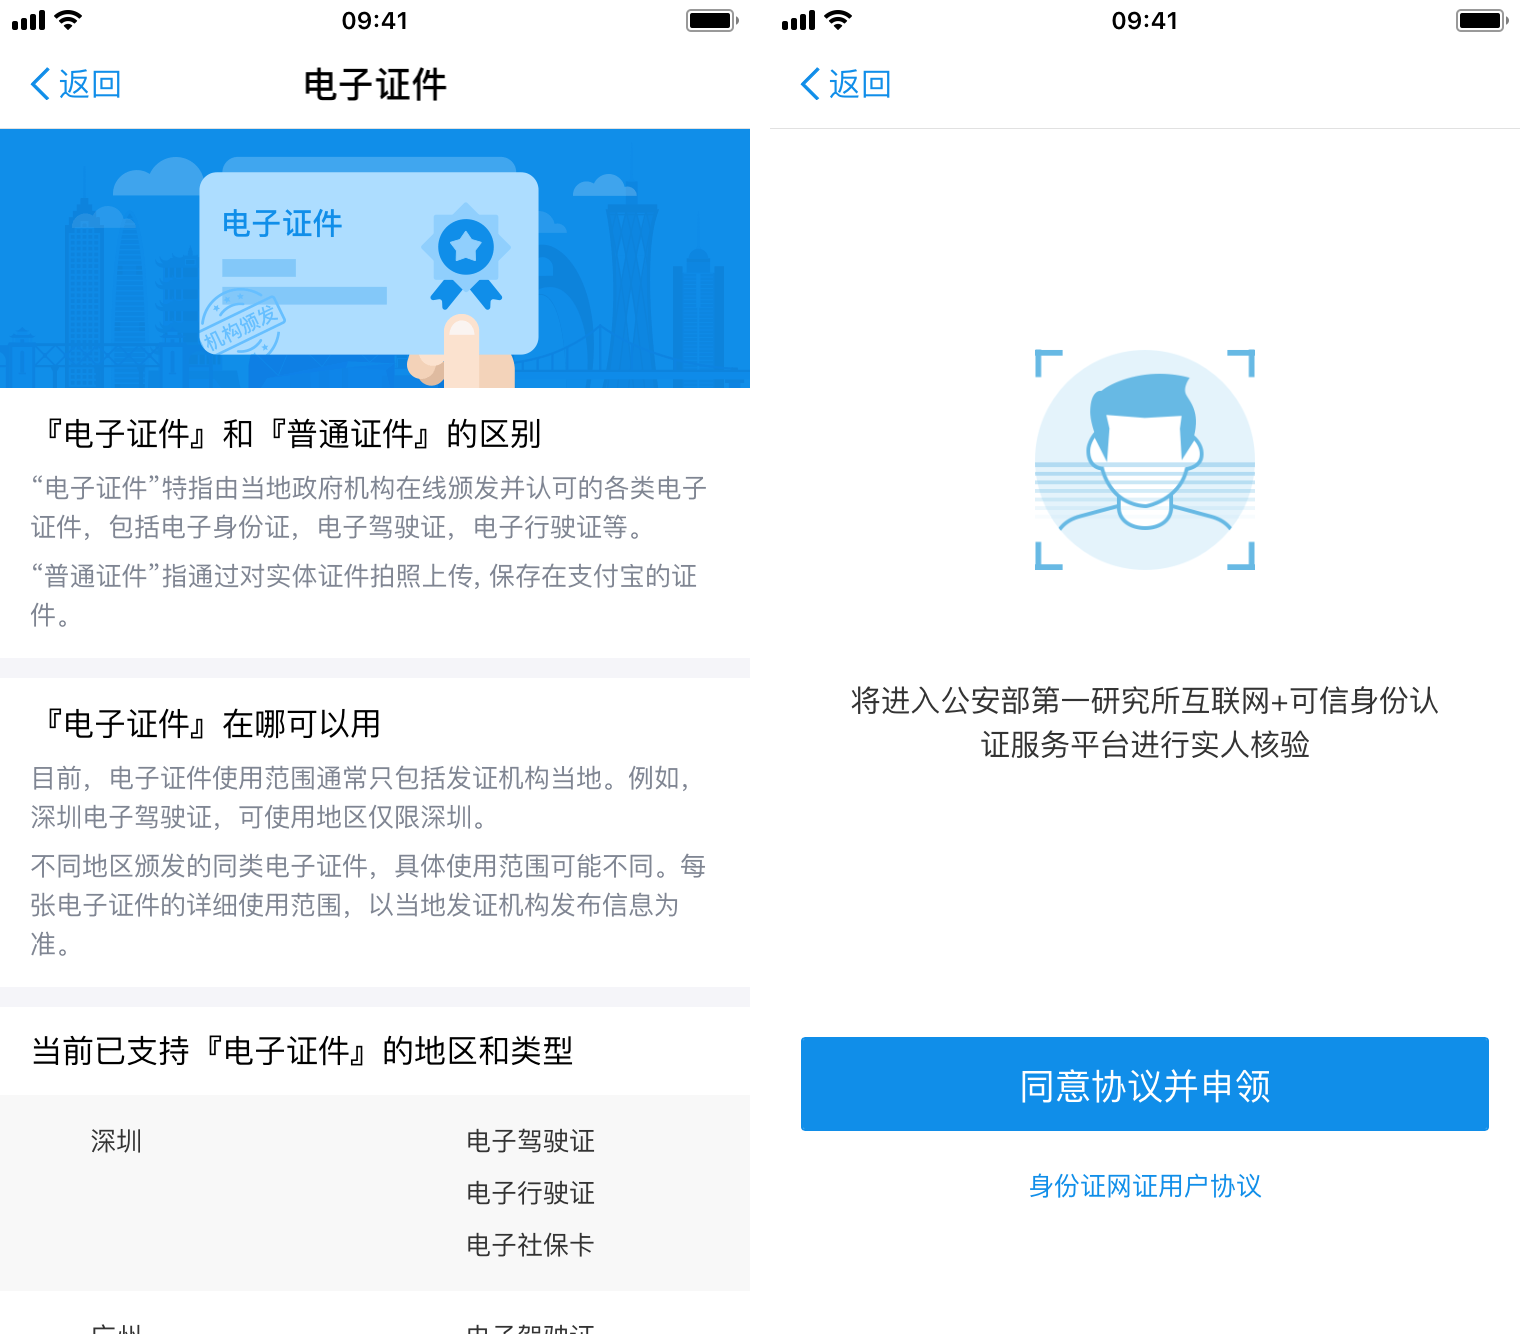 09:41
返回
电子证件
电子证件
机构颁发
『电子证件』和『普通证件』的区别
“电子证件”特指由当地政府机构在线颁发并认可的各类电子
证件，包括电子身份证，电子驾驶证，电子行驶证等。
“普通证件”指通过对实体证件拍照上传, 保存在支付宝的证
件。
『电子证件』在哪可以用
目前，电子证件使用范围通常只包括发证机构当地。例如，
深圳电子驾驶证，可使用地区仅限深圳。
不同地区颁发的同类电子证件，具体使用范围可能不同。每
张电子证件的详细使用范围，以当地发证机构发布信息为
准。
当前已支持『电子证件』的地区和类型
深圳
电子驾驶证
电子行驶证
电子社保卡
广州
电子驾驶证
09:41
返回
将进入公安部第一研究所互联网+可信身份认
证服务平台进行实人核验
同意协议并申领
身份证网证用户协议